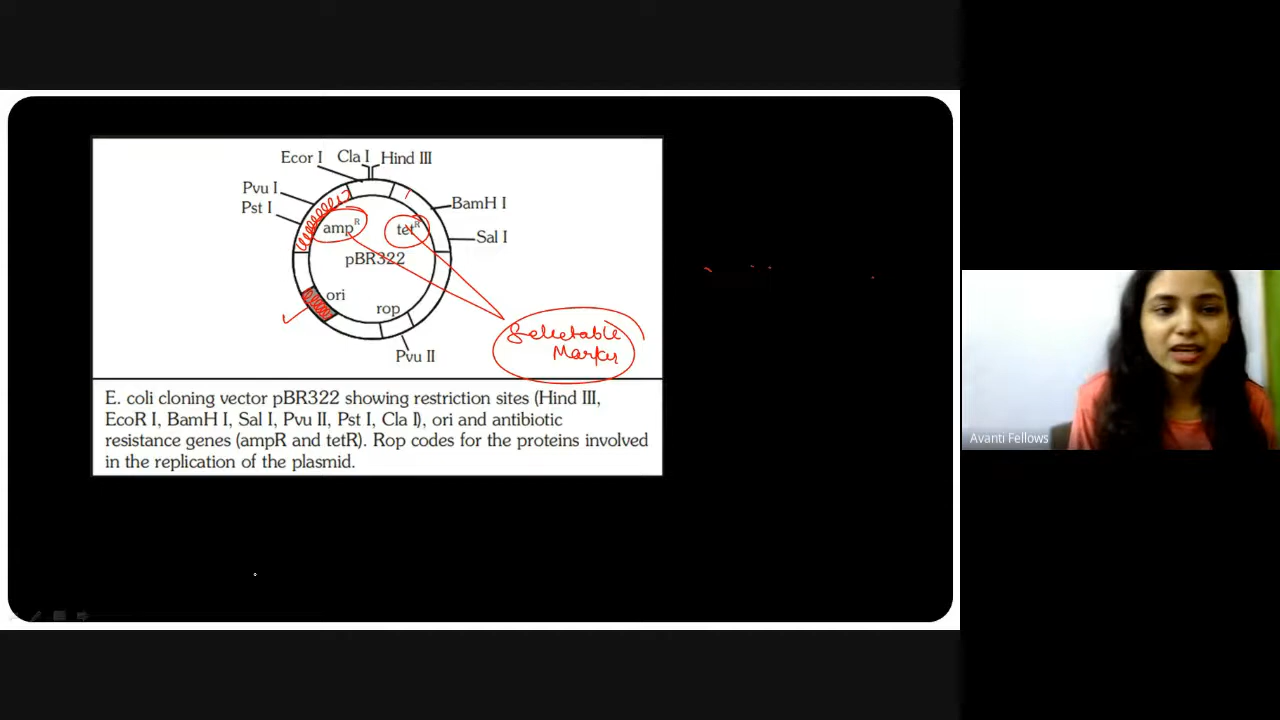 Ecor I Cla I Hind III
Pvu I
Pst I
BamH I
Sal I
ampR
tetR
pBR322
ori
rop
Pvu II
Selectable
Marker
E. coli cloning vector pBR322 showing restriction sites (Hind III,
EcoR I, BamH I, Sal I, Pvu II, Pst I, Cla I), ori and antibiotic
resistance genes (ampR and tetR). Rop codes for the proteins involved
in the replication of the plasmid.
Avanti Fellows